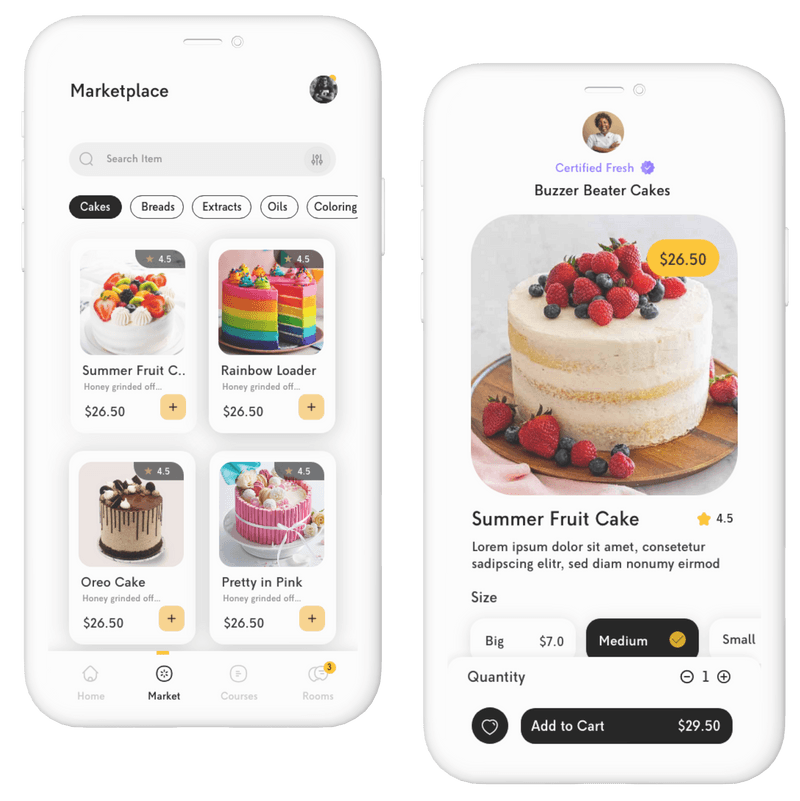 Marketplace
Search Item
Cakes Breads Extracts Oils Coloring
4.5 4.5
Summer Fruit C.. Rainbow Loader
Honey grinded off... Honey grinded off...
$26.50 + $26.50 +
4.5 4.5
Oreo Cake Pretty in Pink
Honey grinded off... Honey grinded off...
$26.50 + $26.50 +
3
Home Market Courses Rooms
Certified Fresh
Buzzer Beater Cakes
$26.50
Summer Fruit Cake 4.5
Lorem ipsum dolor sit amet, consetetur
sadipscing elitr, sed diam nonumy eirmod
Size
Big $7.0 Medium Small
Quantity 1
Add to Cart $29.50